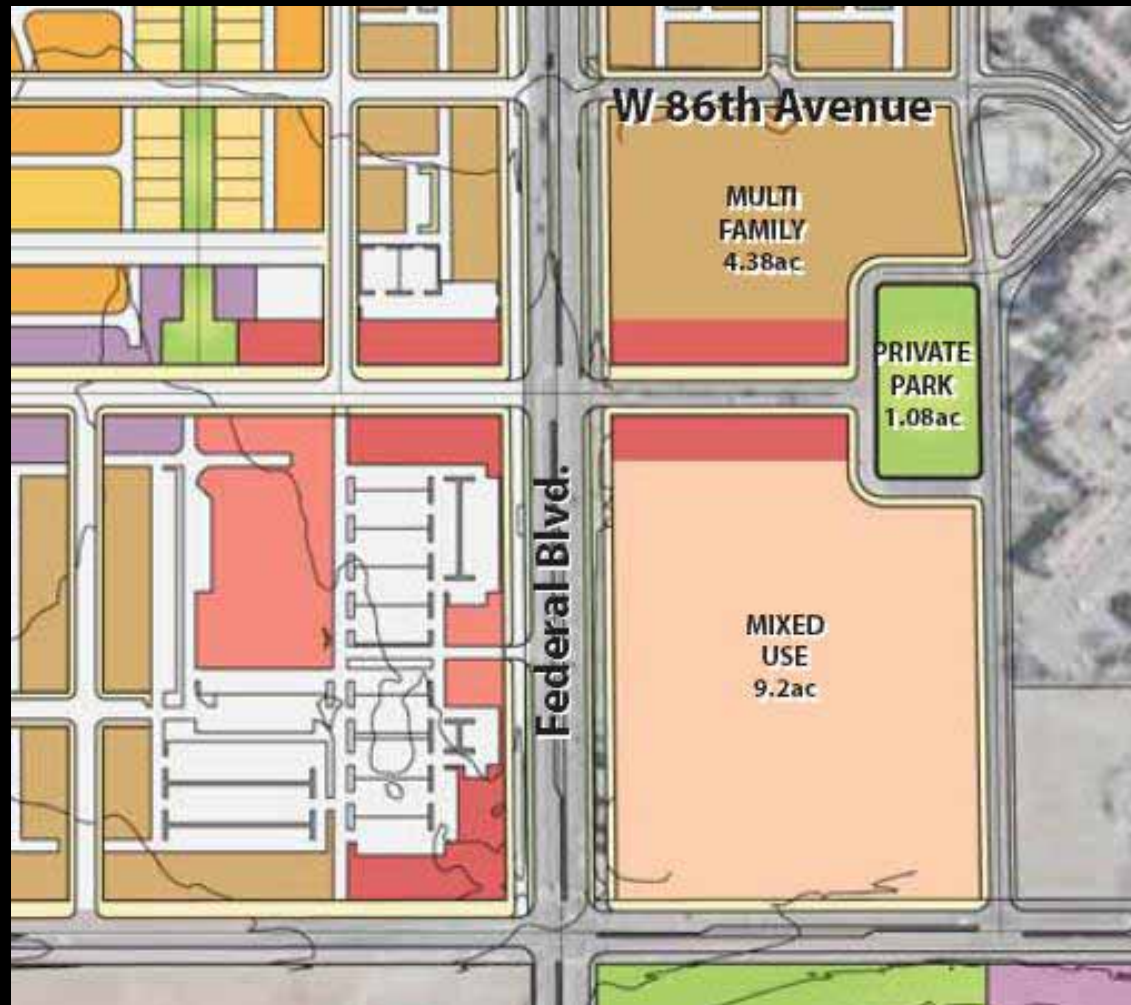 W 86th Avenue
MULTI
FAMILY
4.38ac
PRIVATE
PARK
1.08ac
Federal Blvd.
MIXED
USE
9.2ac